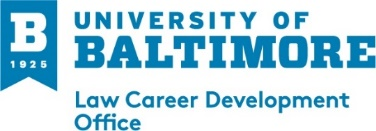 B
1925
UNIVERSITY OF
BALTIMORE
Law Career Development
Office